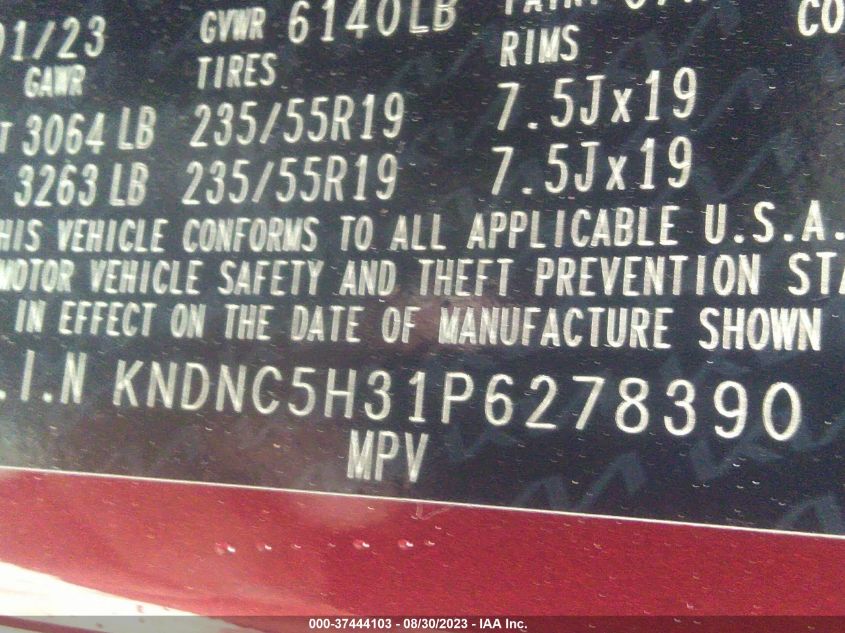 01/23 GVWR 6140LB
GAWR TIRES RIMS
3064 LB 235/55R19 7.5Jx19
3263 LB 235/55R19 7.5Jx19
THIS VEHICLE CONFORMS TO ALL APPLICABLE U.S.A.
MOTOR VEHICLE SAFETY AND THEFT PREVENTION STA
IN EFFECT ON THE DATE OF MANUFACTURE SHOWN
.I.N KNDNC5H31P6278390
MPV
000-37444103 - 08/30/2023 - IAA Inc.